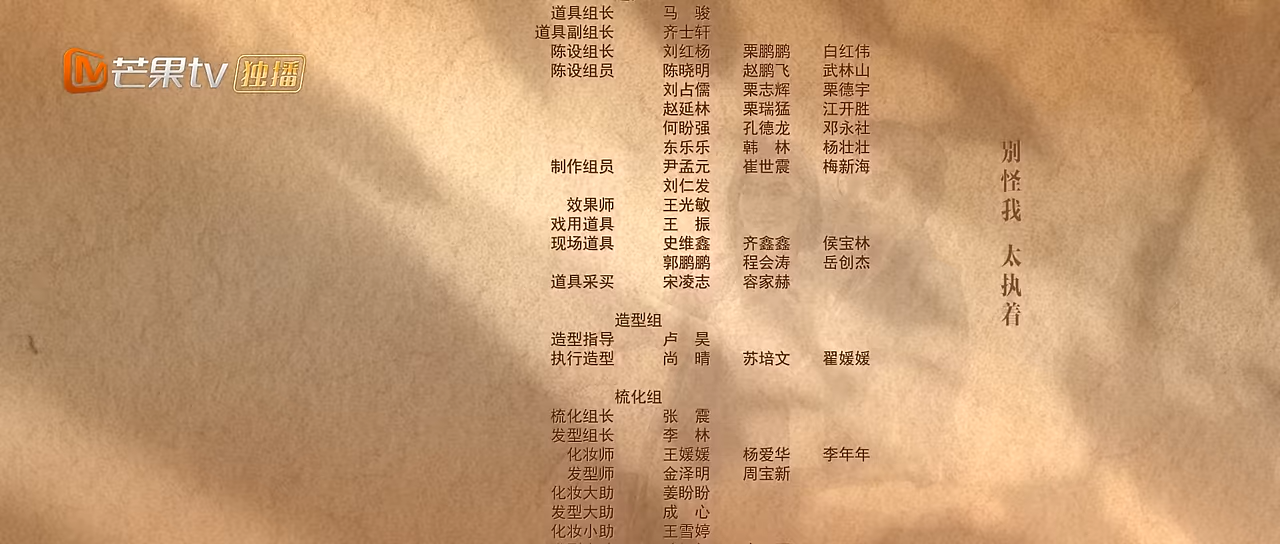 芒果tv 独播
道具组长 马 骏
道具副组长 齐士轩
陈设组长 刘红杨 栗鹏鹏 白红伟
陈设组员 陈晓明 赵鹏飞 武林山
刘占儒 栗志辉 栗德宇
赵延林 栗瑞猛 江开胜
何盼强 孔德龙 邓永社
东乐乐 韩 林 杨壮壮
制作组员 尹孟元 崔世震 梅新海
刘仁发
效果师 王光敏
戏用道具 王 振
现场道具 史维鑫 齐鑫鑫 侯宝林
郭鹏鹏 程会涛 岳创杰
道具采买 宋凌志 容家赫
造型组
造型指导 卢 昊
执行造型 尚 晴 苏培文 翟媛媛
梳化组
梳化组长 张 震
发型组长 李 林
化妆师 王媛媛 杨爱华 李年年
发型师 金泽明 周宝新
化妆大助 姜盼盼
发型大助 成 心
化妆小助 王雪婷
别怪我 太执着